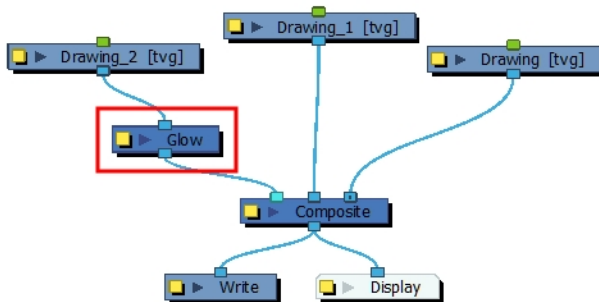 Drawing_1 [tvg]
Drawing_2 [tvg]
Drawing [tvg]
Glow
Composite
Write
Display